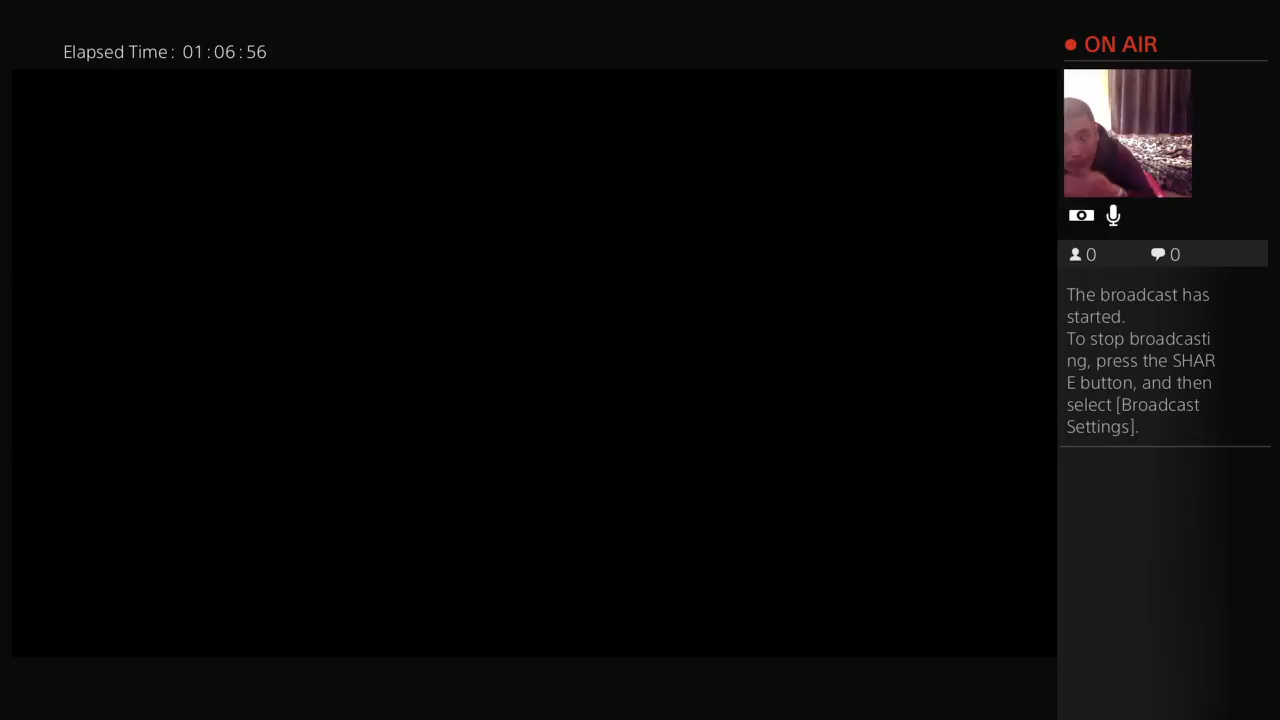 Elapsed Time: 01:06:56
ON AIR
0 0
The broadcast has
started.
To stop broadcasti
ng, press the SHAR
E button, and then
select [Broadcast
Settings].